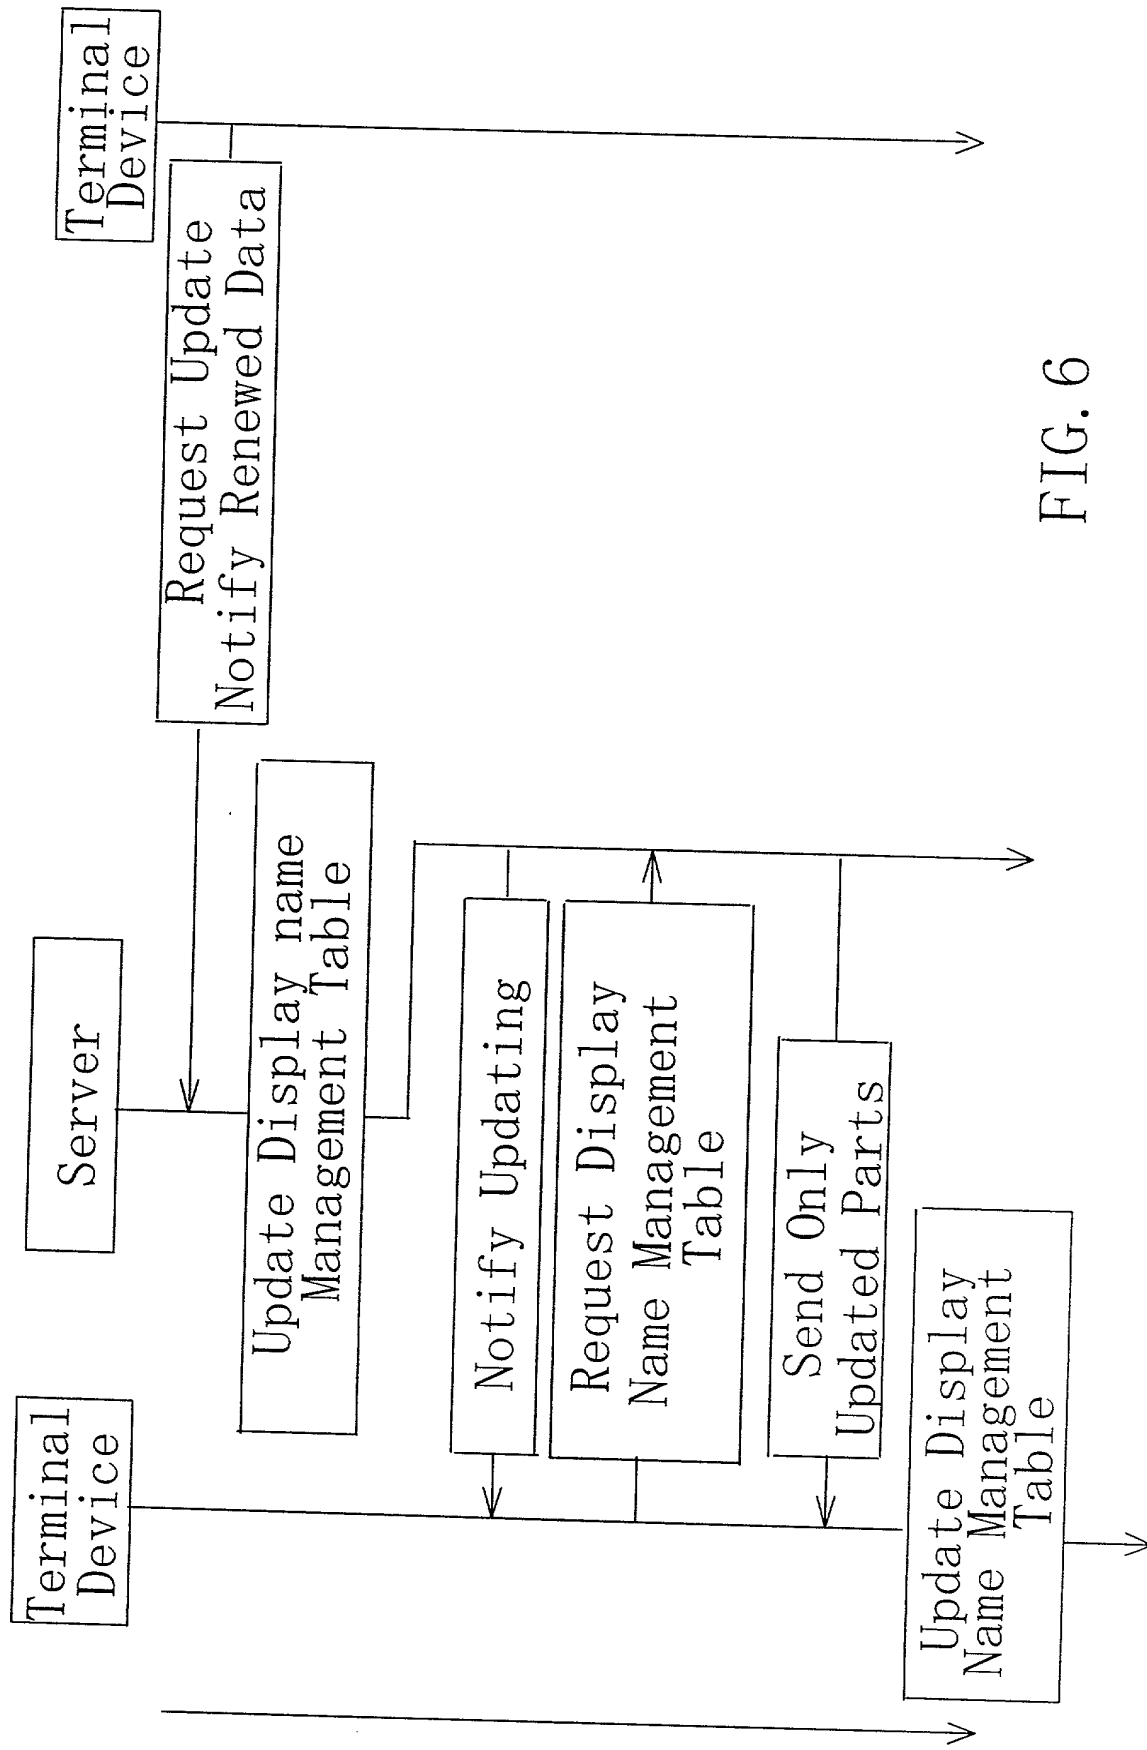 Terminal
Device
Server
Terminal
Device
Request Update
Notify Renewed Data
Update Display name
Management Table
Notify Updating
Request Display
Name Management
Table
Send Only
Updated Parts
Update Display
Name Management
Table
FIG. 6